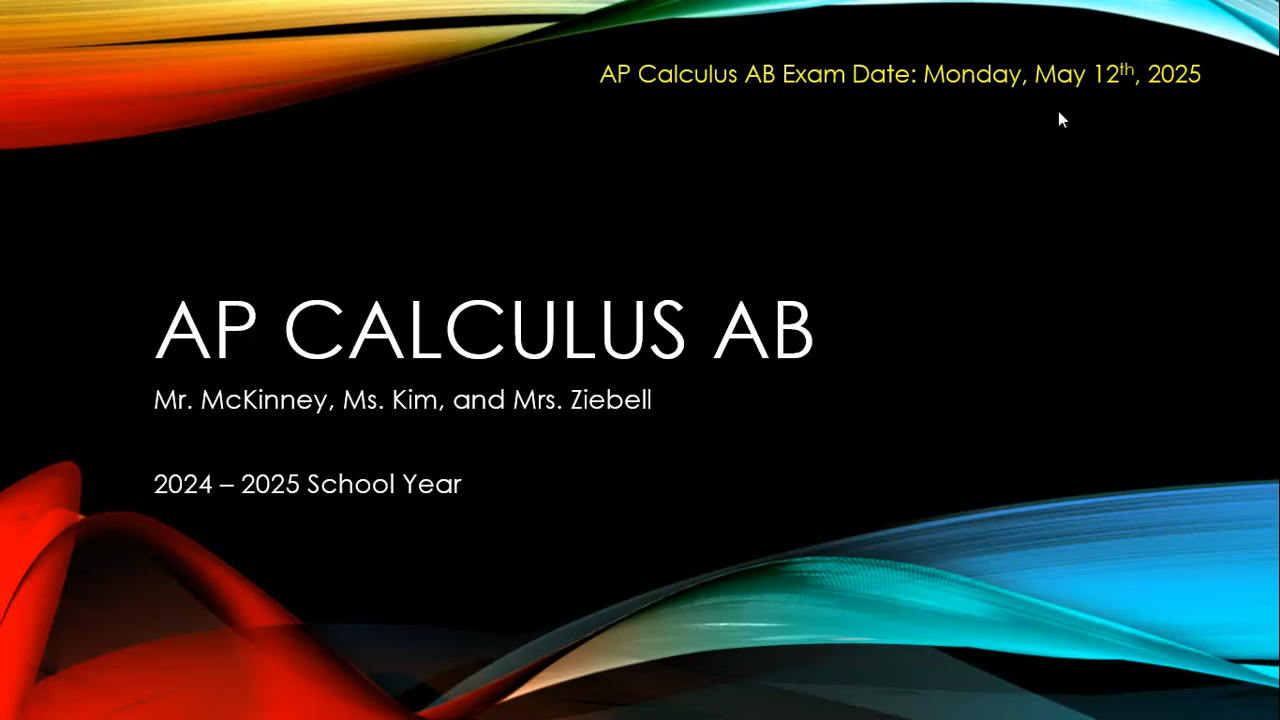 AP Calculus AB Exam Date: Monday, May 12th, 2025
AP CALCULUS AB
Mr. McKinney, Ms. Kim, and Mrs. Ziebell
2024 – 2025 School Year